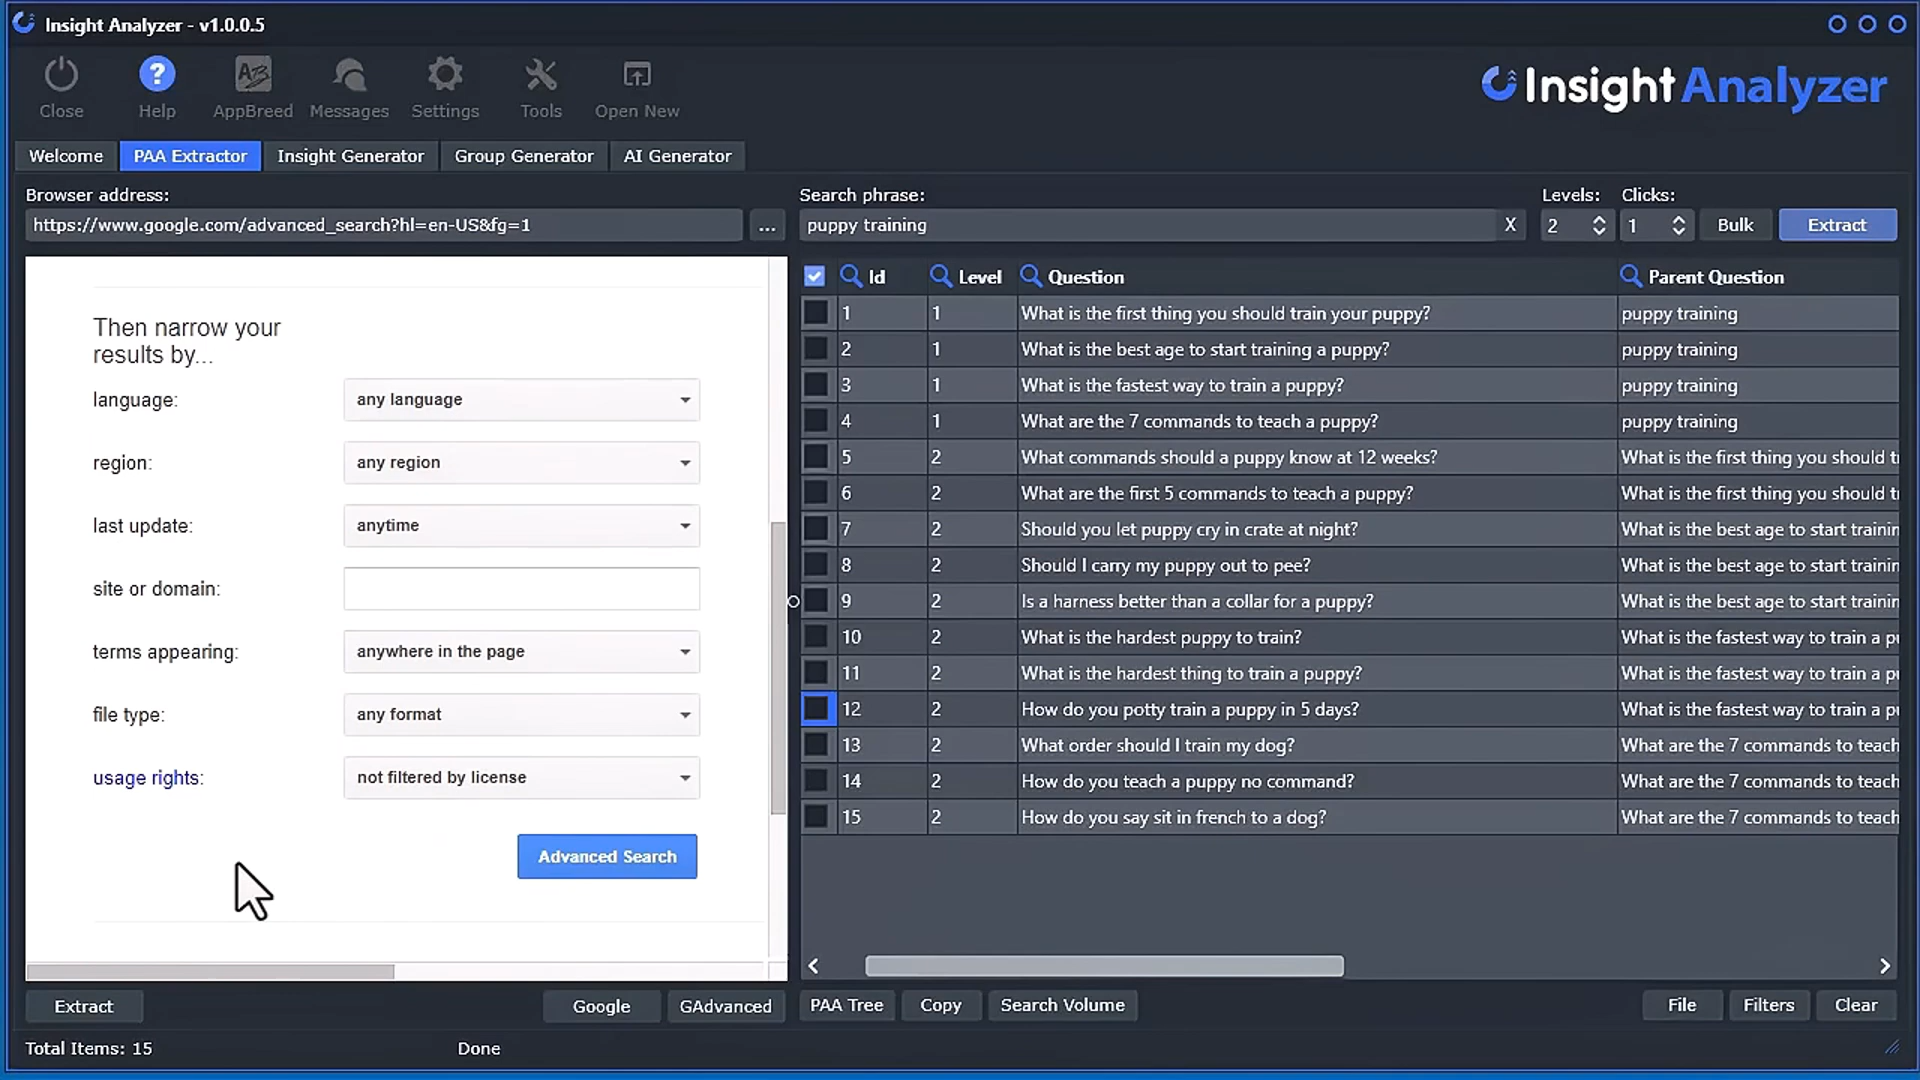 Insight Analyzer - v1.0.0.5
Close
Help
AppBreed
Messages
Settings
Tools
Open New
Insight Analyzer
Welcome
PAA Extractor
Insight Generator
Group Generator
AI Generator
Browser address:
https://www.google.com/advanced_search?hl=en-US&fg=1
...
Search phrase:
puppy training
X
Levels:
2
Clicks:
1
Bulk
Extract
Then narrow your
results by...
language:
any language
region:
any region
last update:
anytime
site or domain:
terms appearing:
anywhere in the page
file type:
any format
usage rights:
not filtered by license
Advanced Search
Id Level Question Parent Question
1 1 What is the first thing you should train your puppy? puppy training
2 1 What is the best age to start training a puppy? puppy training
3 1 What is the fastest way to train a puppy? puppy training
4 1 What are the 7 commands to teach a puppy? puppy training
5 2 What commands should a puppy know at 12 weeks? What is the first thing you should
6 2 What are the first 5 commands to teach a puppy? What is the first thing you should
7 2 Should you let puppy cry in crate at night? What is the best age to start trainin
8 2 Should I carry my puppy out to pee? What is the best age to start trainin
9 2 Is a harness better than a collar for a puppy? What is the best age to start trainin
10 2 What is the hardest puppy to train? What is the fastest way to train a p
11 2 What is the hardest thing to train a puppy? What is the fastest way to train a p
12 2 How do you potty train a puppy in 5 days? What is the fastest way to train a p
13 2 What order should I train my dog? What are the 7 commands to teach
14 2 How do you teach a puppy no command? What are the 7 commands to teach
15 2 How do you say sit in french to a dog? What are the 7 commands to teach
Extract
Google
GAdvanced
PAA Tree
Copy
Search Volume
File
Filters
Clear
Total Items: 15
Done